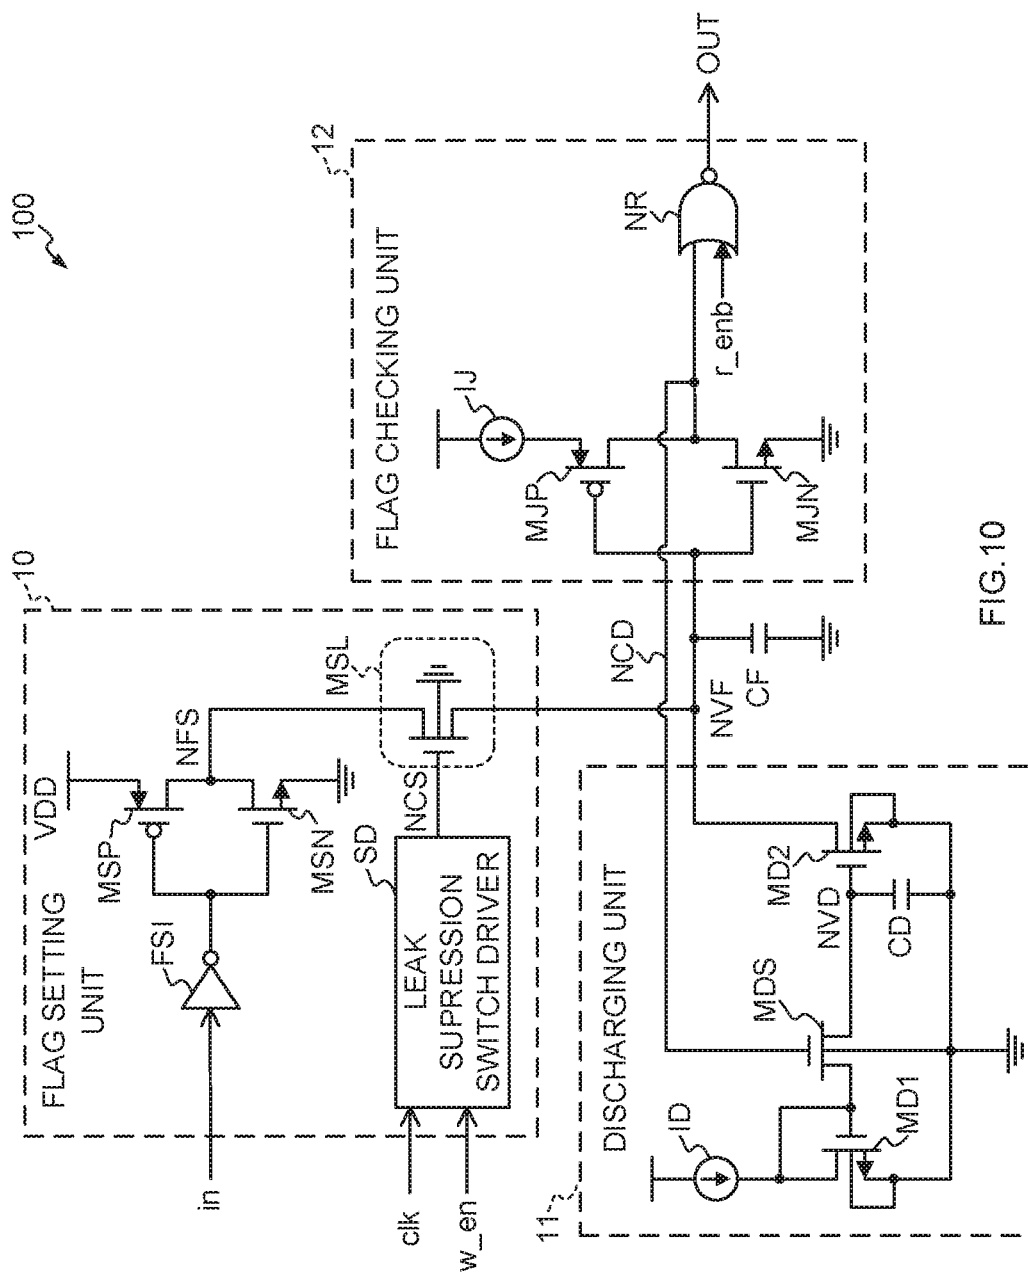 100
10
FLAG SETTING
UNIT
VDD
MSP
NFS
MSN
FSI
in
SD
LEAK
SUPRESSION
SWITCH DRIVER
NCS
MSL
clk
w_en
12
FLAG CHECKING UNIT
IJ
MJP
MJN
NR
r_enb
OUT
NCD
NVF
CF
11
DISCHARGING UNIT
ID
MD1
MDS
NVD
MD2
CD
FIG.10